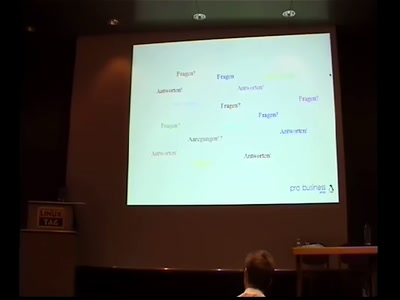 Fragen?
Fragen
Antworten!
Antworten!
Fragen?
Fragen?
Fragen!
Fragen?
Antworten!
Anregungen??
Antworten!
Antworten!
pro business
LINUX
TAG